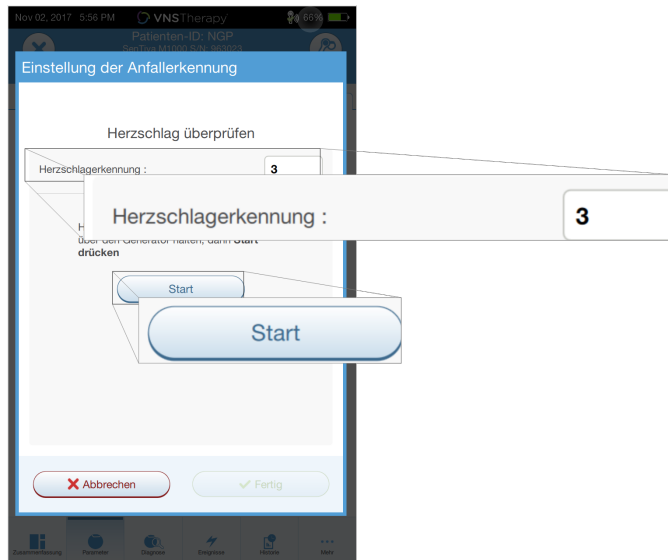 Nov 02, 2017 5:56 PM VNSTherapy 66%
Patienten-ID: NGP
SenTiva M1000 S/N: 963023
Einstellung der Anfallerkennung
Herzschlag überprüfen
Herzschlagerkennung : 3
Herzschlagerkennung : 3
über den Generator halten, dann Start
drücken
Start
Start
Abbrechen
Fertig
Zusammenfassung Parameter Diagnose Ereignisse Historie Mehr